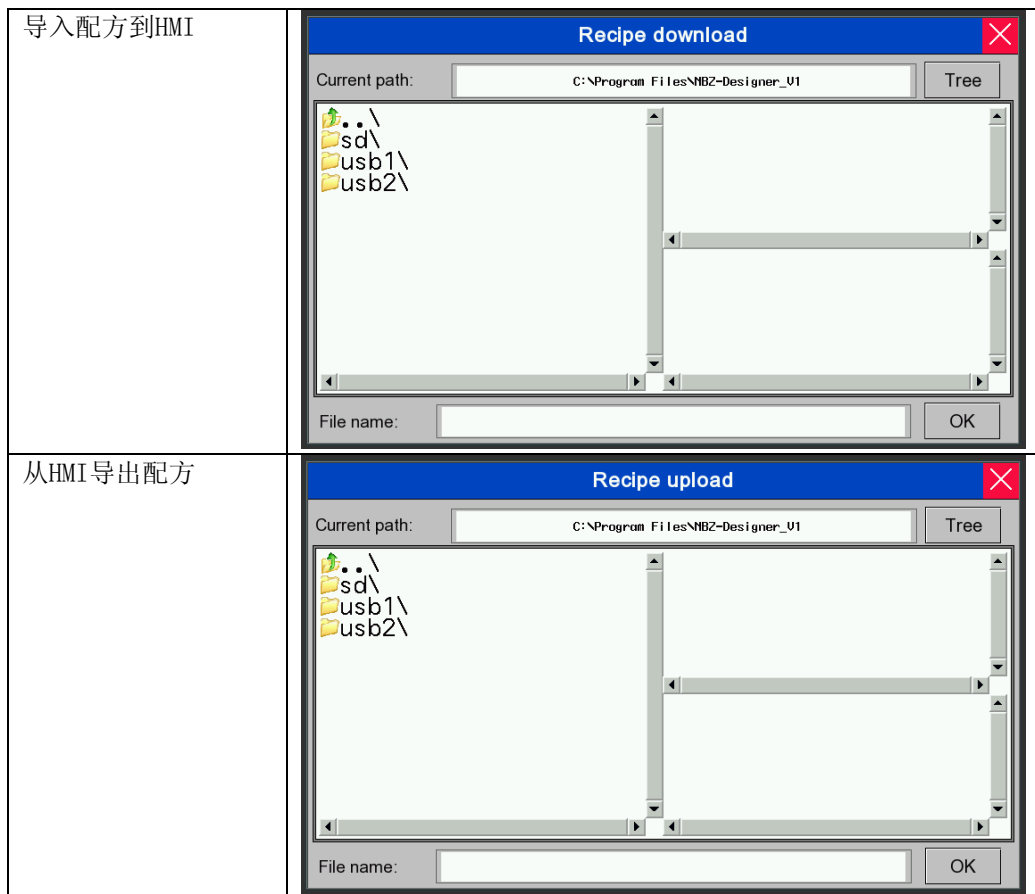 导入配方到HMI
Recipe download
Current path:
C:\Program Files\NBZ-Designer_V1
Tree
..\
sd\
usb1\
usb2\
File name:
OK
从HMI导出配方
Recipe upload
Current path:
C:\Program Files\NBZ-Designer_V1
Tree
..\
sd\
usb1\
usb2\
File name:
OK